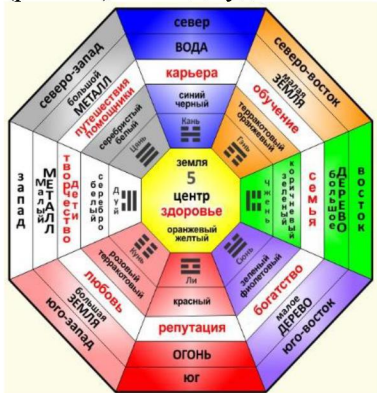 север
ВОДА
карьера
синий
черный
Кань
северо-восток
малая
ЗЕМЛЯ
обучение
терракотовый
оранжевый
Гэнь
восток
большое
ДЕРЕВО
семья
коричневый
зеленый
Чжень
юго-восток
малое
ДЕРЕВО
богатство
зеленый
фиолетовый
Сюнь
Ли
красный
репутация
ОГОНЬ
юг
юго-запад
большая
ЗЕМЛЯ
любовь
розовый
терракотовый
Кунь
запад
малый
МЕТАЛЛ
творчество
дети
серебро
белый
Дуй
северо-запад
большой
МЕТАЛЛ
путешествия
помощники
серебристый
белый
Цянь
земля
5
центр
здоровье
оранжевый
желтый